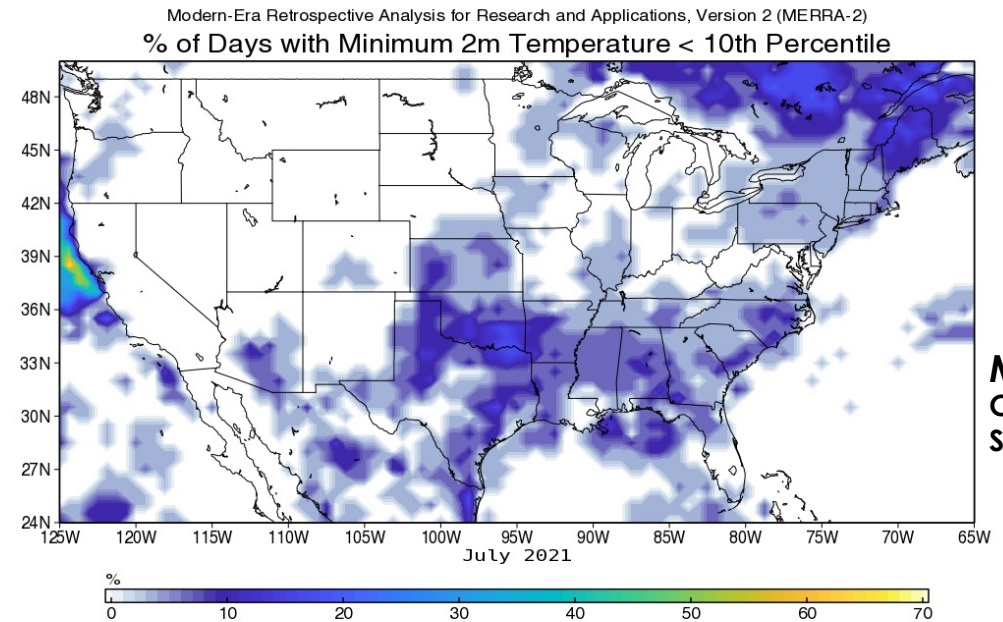 Modern-Era Retrospective Analysis for Research and Applications, Version 2 (MERRA-2)
% of Days with Minimum 2m Temperature < 10th Percentile
48N
45N
42N
39N
36N
33N
30N
27N
24N
125W 120W 115W 110W 105W 100W 95W 90W 85W 80W 75W 70W 65W
July 2021
%
0 10 20 30 40 50 60 70